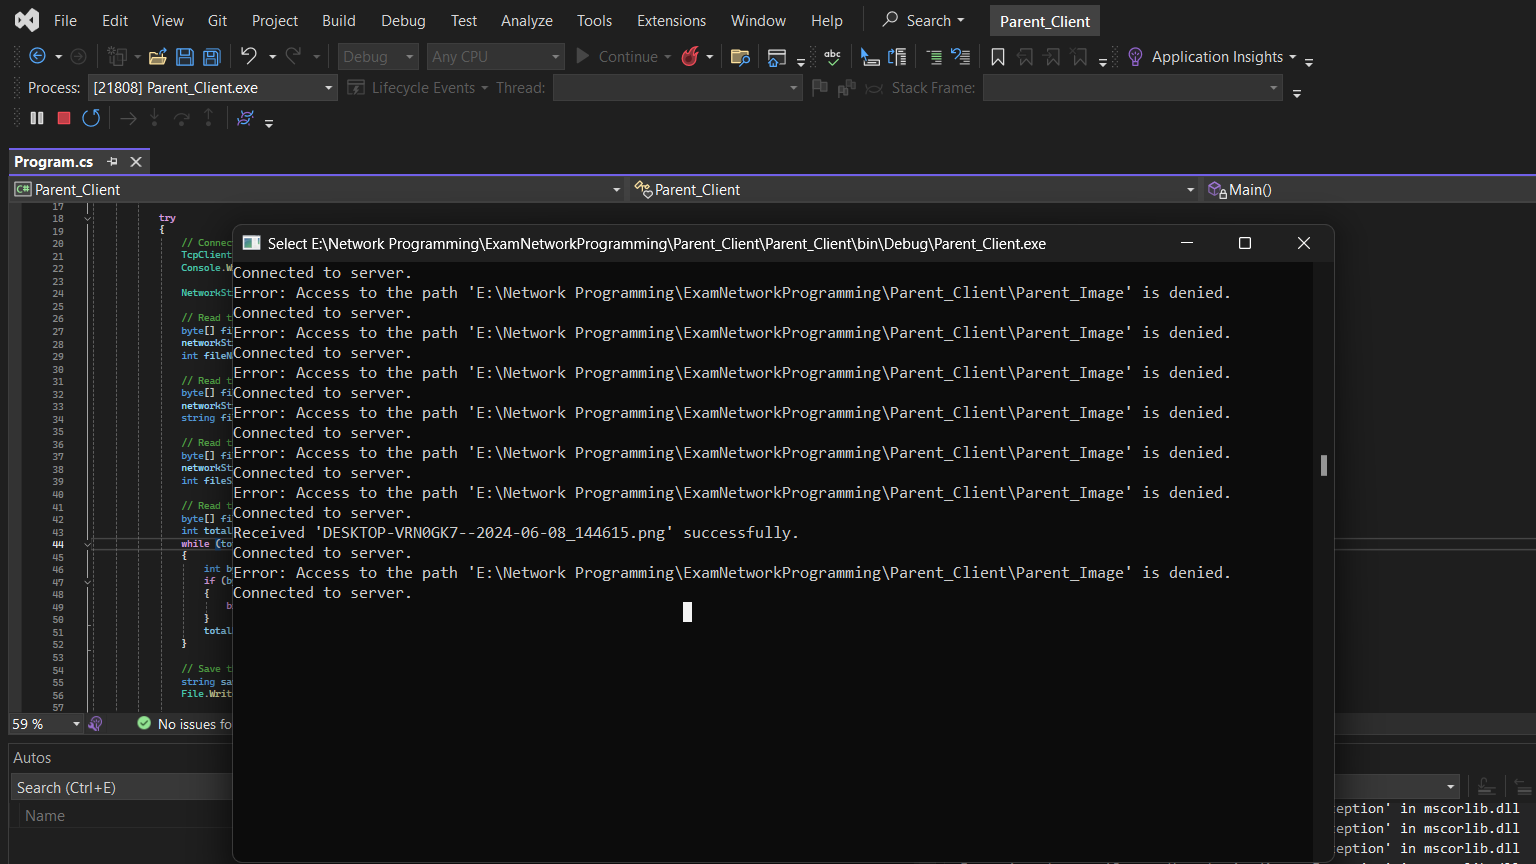 File Edit View Git Project Build Debug Test Analyze Tools Extensions Window Help Search Parent_Client
Debug Any CPU Continue abc Application Insights
Process: [21808] Parent_Client.exe Lifecycle Events Thread: Stack Frame:
Program.cs
C# Parent_Client Parent_Client Main()
17
18 try
19 {
20 // Connec
21 TcpClient
22 Console.W
23
24 NetworkSt
25
26 // Read t
27 byte[] fi
28 networkSt
29 int fileN
30
31 // Read t
32 byte[] fi
33 networkSt
34 string fi
35
36 // Read t
37 byte[] fi
38 networkSt
39 int fileS
40
41 // Read t
42 byte[] fi
43 int total
44 while (to
45 {
46 int b
47 if (b
48 {
49 b
50 }
51 total
52 }
53
54 // Save t
55 string sa
56 File.Writ
57
59 % No issues fo
Autos
Search (Ctrl+E)
Name
Select E:\Network Programming\ExamNetworkProgramming\Parent_Client\Parent_Client\bin\Debug\Parent_Client.exe
Connected to server.
Error: Access to the path 'E:\Network Programming\ExamNetworkProgramming\Parent_Client\Parent_Image' is denied.
Connected to server.
Error: Access to the path 'E:\Network Programming\ExamNetworkProgramming\Parent_Client\Parent_Image' is denied.
Connected to server.
Error: Access to the path 'E:\Network Programming\ExamNetworkProgramming\Parent_Client\Parent_Image' is denied.
Connected to server.
Error: Access to the path 'E:\Network Programming\ExamNetworkProgramming\Parent_Client\Parent_Image' is denied.
Connected to server.
Error: Access to the path 'E:\Network Programming\ExamNetworkProgramming\Parent_Client\Parent_Image' is denied.
Connected to server.
Error: Access to the path 'E:\Network Programming\ExamNetworkProgramming\Parent_Client\Parent_Image' is denied.
Connected to server.
Received 'DESKTOP-VRN0GK7--2024-06-08_144615.png' successfully.
Connected to server.
Error: Access to the path 'E:\Network Programming\ExamNetworkProgramming\Parent_Client\Parent_Image' is denied.
Connected to server.
eption' in mscorlib.dll
eption' in mscorlib.dll
eption' in mscorlib.dll